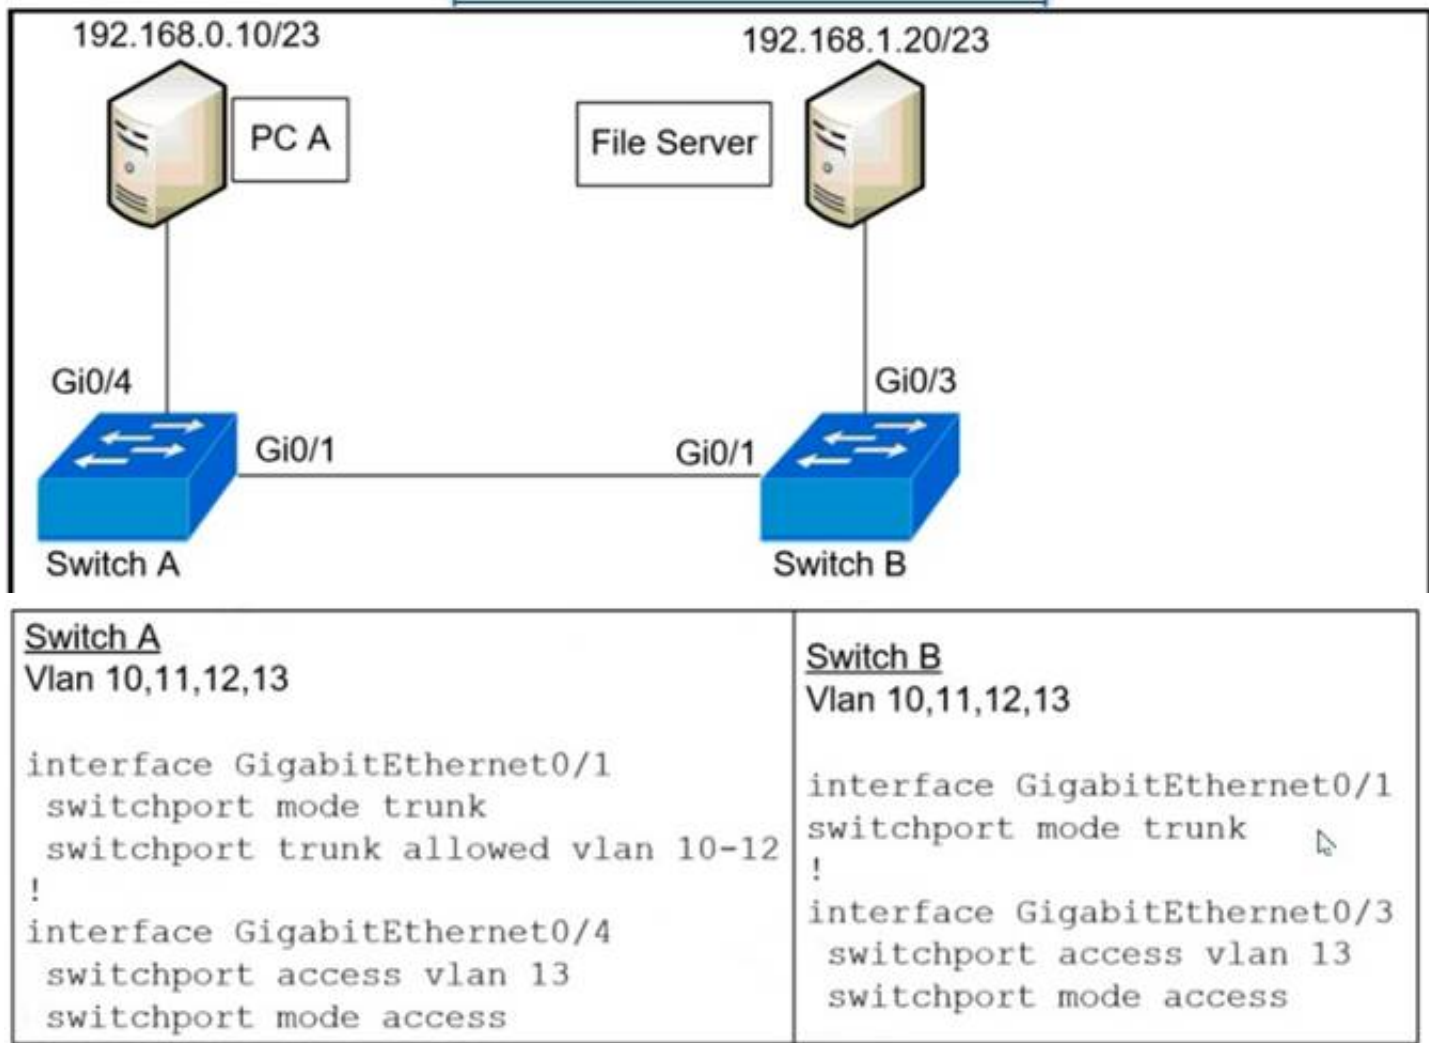 192.168.0.10/23
192.168.1.20/23
PC A
File Server
Gi0/4
Gi0/3
Gi0/1
Gi0/1
Switch A
Switch B
Switch A
Vlan 10,11,12,13
interface GigabitEthernet0/1
switchport mode trunk
switchport trunk allowed vlan 10-12
!
interface GigabitEthernet0/4
switchport access vlan 13
switchport mode access
Switch B
Vlan 10,11,12,13
interface GigabitEthernet0/1
switchport mode trunk
!
interface GigabitEthernet0/3
switchport access vlan 13
switchport mode access